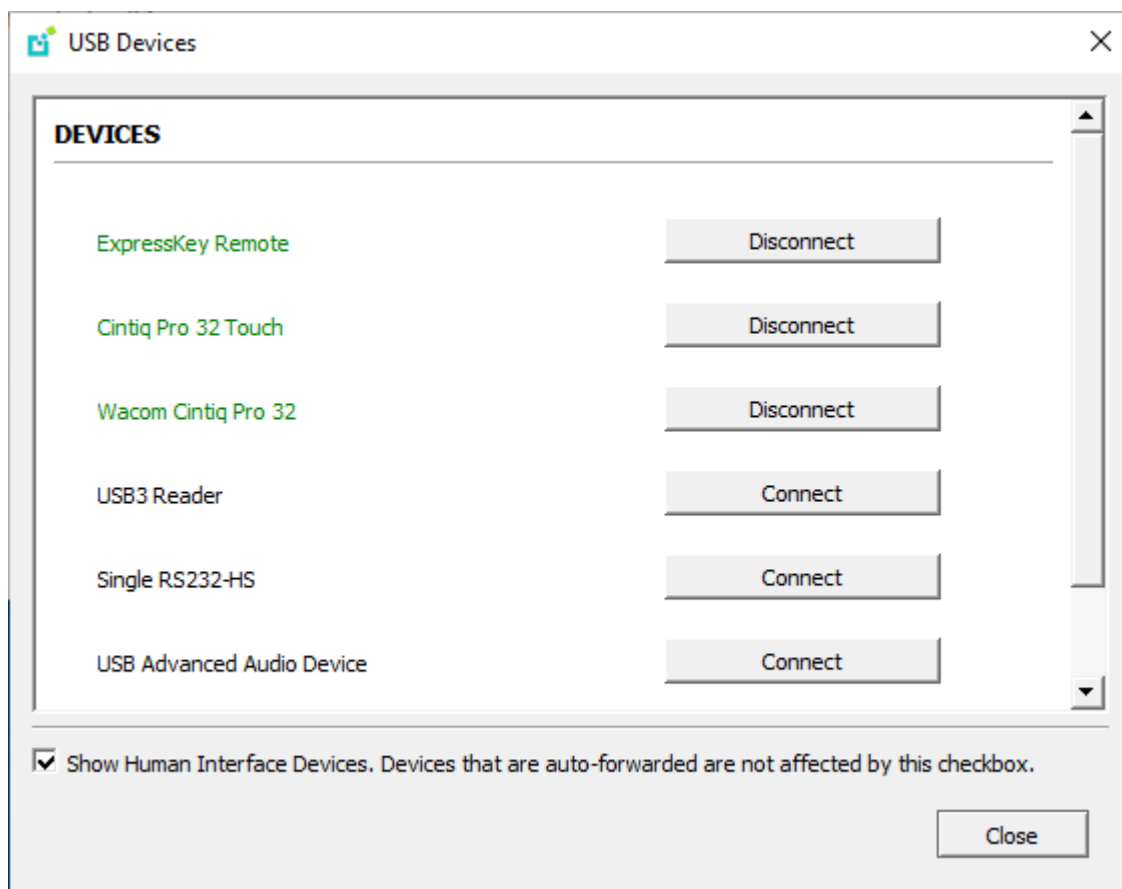 USB Devices
DEVICES
ExpressKey Remote
Disconnect
Cintiq Pro 32 Touch
Disconnect
Wacom Cintiq Pro 32
Disconnect
USB3 Reader
Connect
Single RS232-HS
Connect
USB Advanced Audio Device
Connect
Show Human Interface Devices. Devices that are auto-forwarded are not affected by this checkbox.
Close